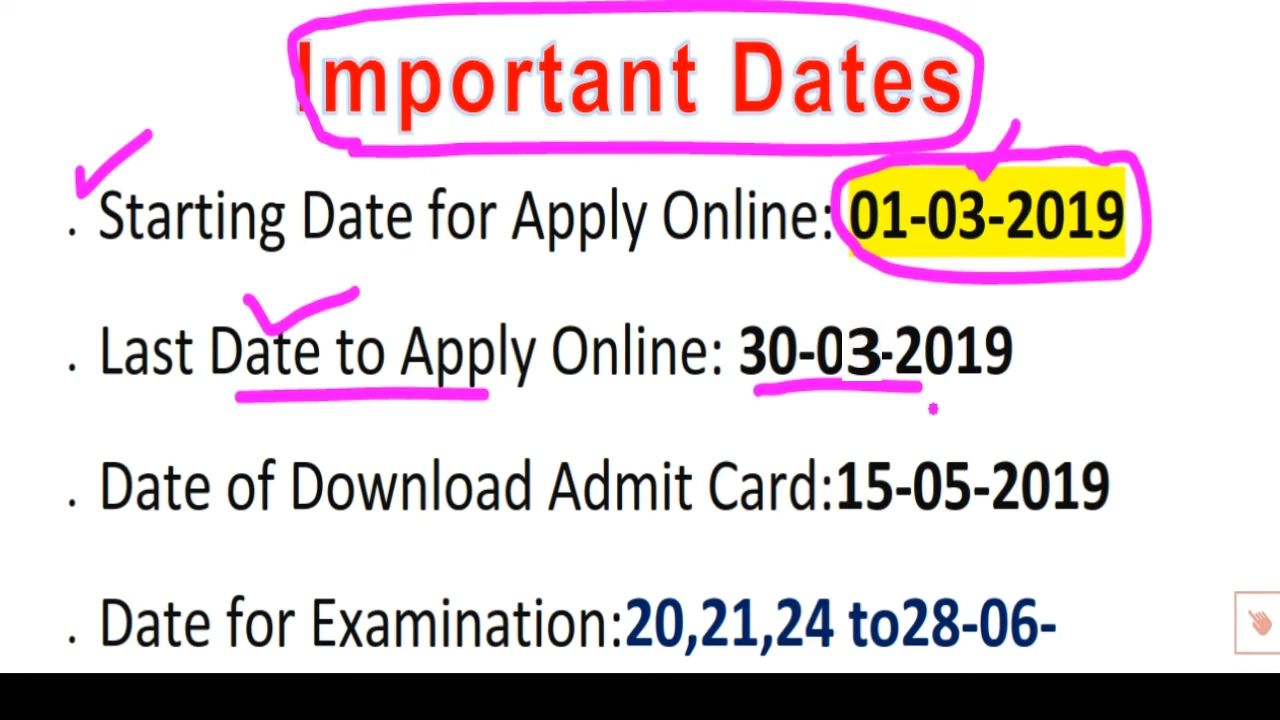 Important Dates
. Starting Date for Apply Online: 01-03-2019
. Last Date to Apply Online: 30-03-2019
. Date of Download Admit Card:15-05-2019
. Date for Examination:20,21,24 to28-06-